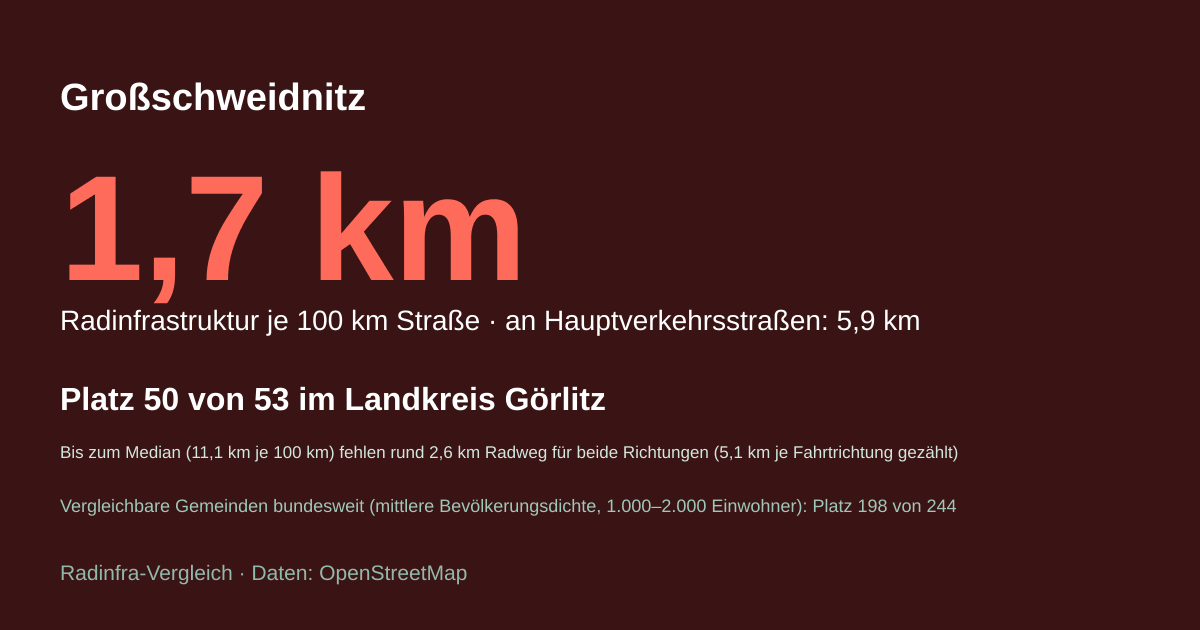 Großschweidnitz
1,7 km
Radinfrastruktur je 100 km Straße · an Hauptverkehrsstraßen: 5,9 km
Platz 50 von 53 im Landkreis Görlitz
Bis zum Median (11,1 km je 100 km) fehlen rund 2,6 km Radweg für beide Richtungen (5,1 km je Fahrtrichtung gezählt)
Vergleichbare Gemeinden bundesweit (mittlere Bevölkerungsdichte, 1.000–2.000 Einwohner): Platz 198 von 244
Radinfra-Vergleich · Daten: OpenStreetMap